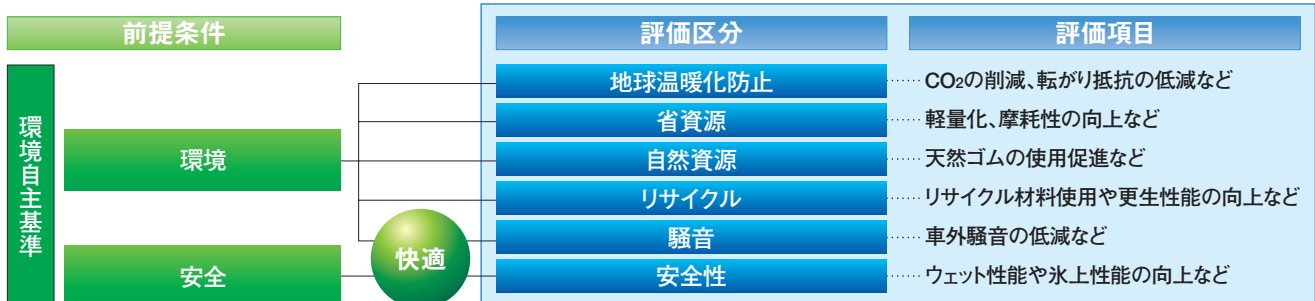 前提条件
評価区分
評価項目
環境自主基準
環境
安全
快適
地球温暖化防止
CO₂の削減、転がり抵抗の低減など
省資源
軽量化、摩耗性の向上など
自然資源
天然ゴムの使用促進など
リサイクル
リサイクル材料使用や更生性能の向上など
騒音
車外騒音の低減など
安全性
ウェット性能や氷上性能の向上など